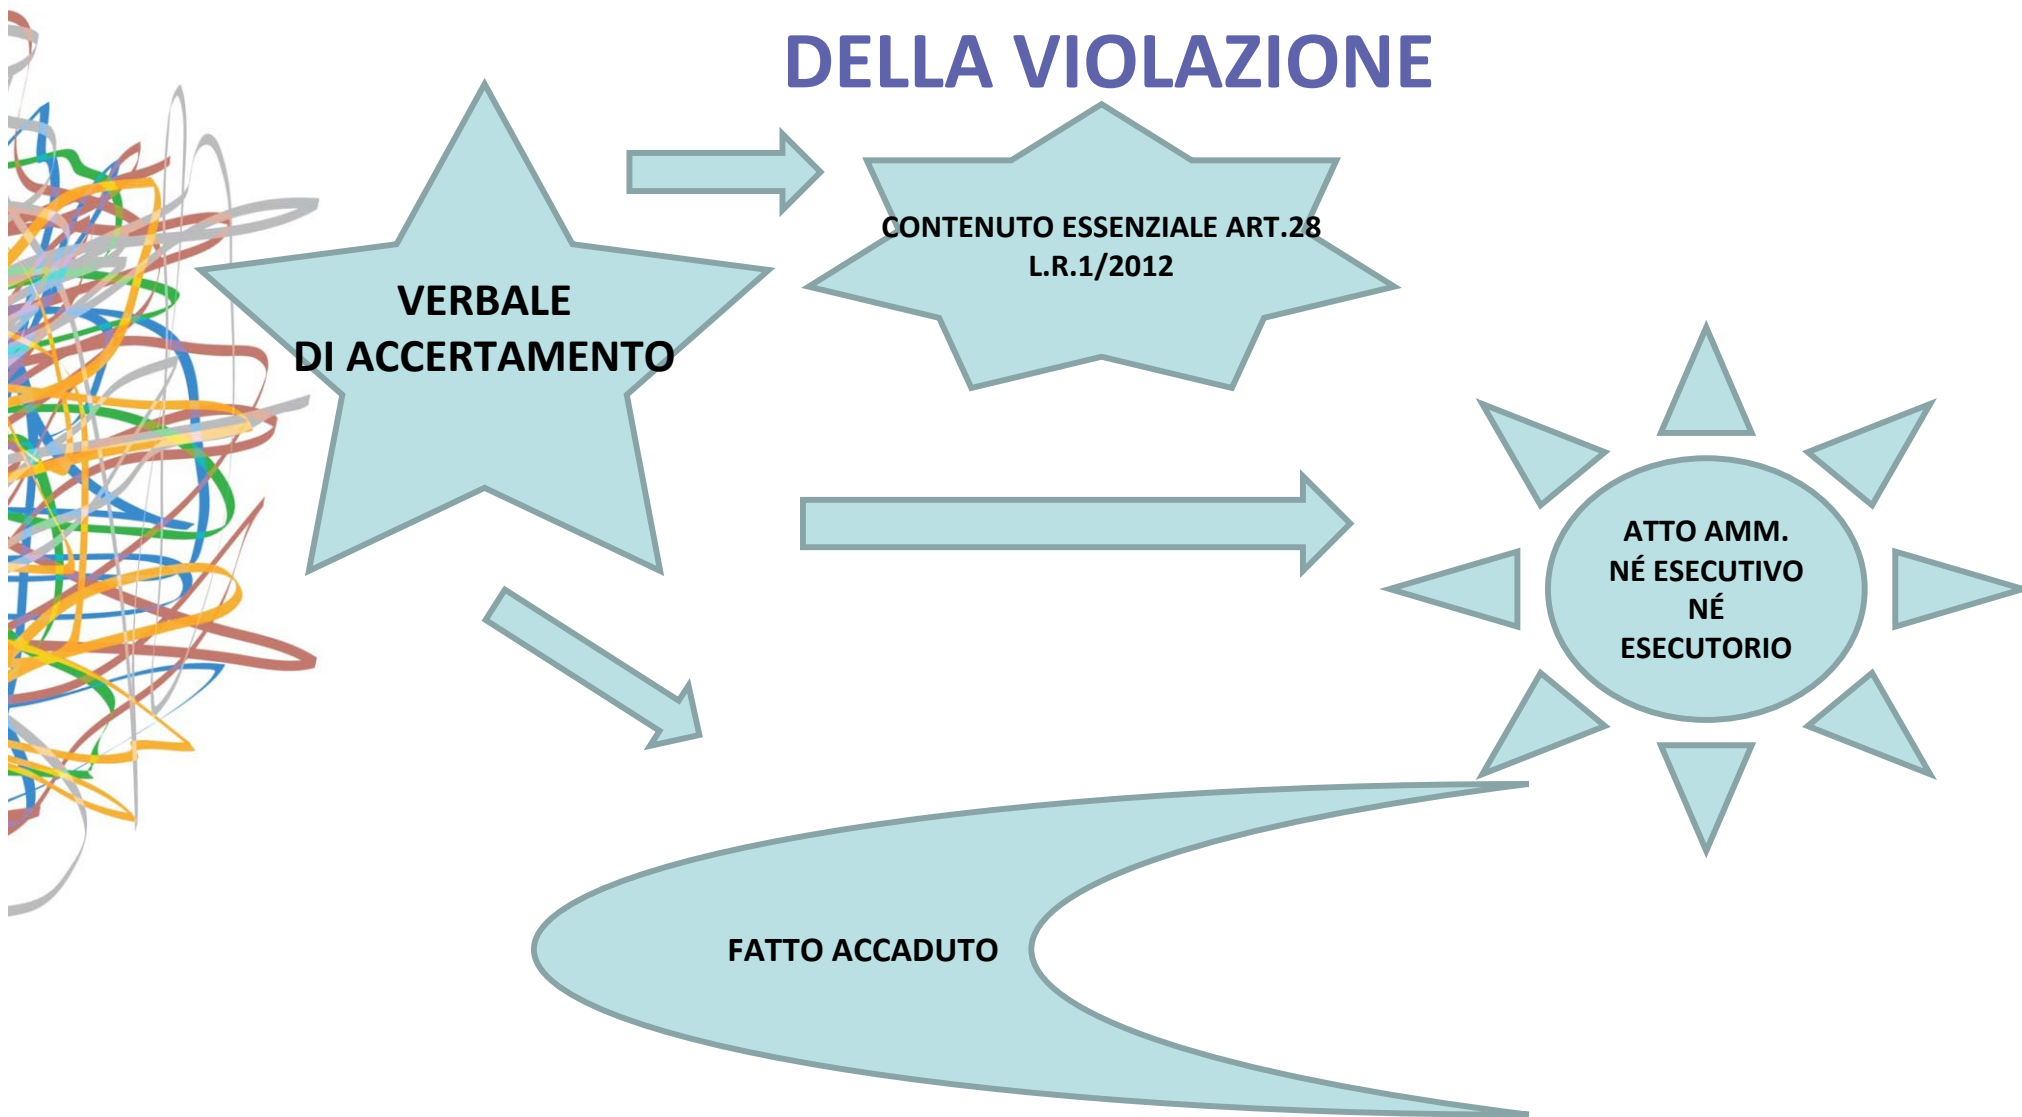 DELLA VIOLAZIONE
VERBALE
DI ACCERTAMENTO
CONTENUTO ESSENZIALE ART.28
L.R.1/2012
ATTO AMM.
NÉ ESECUTIVO
NÉ
ESECUTORIO
FATTO ACCADUTO